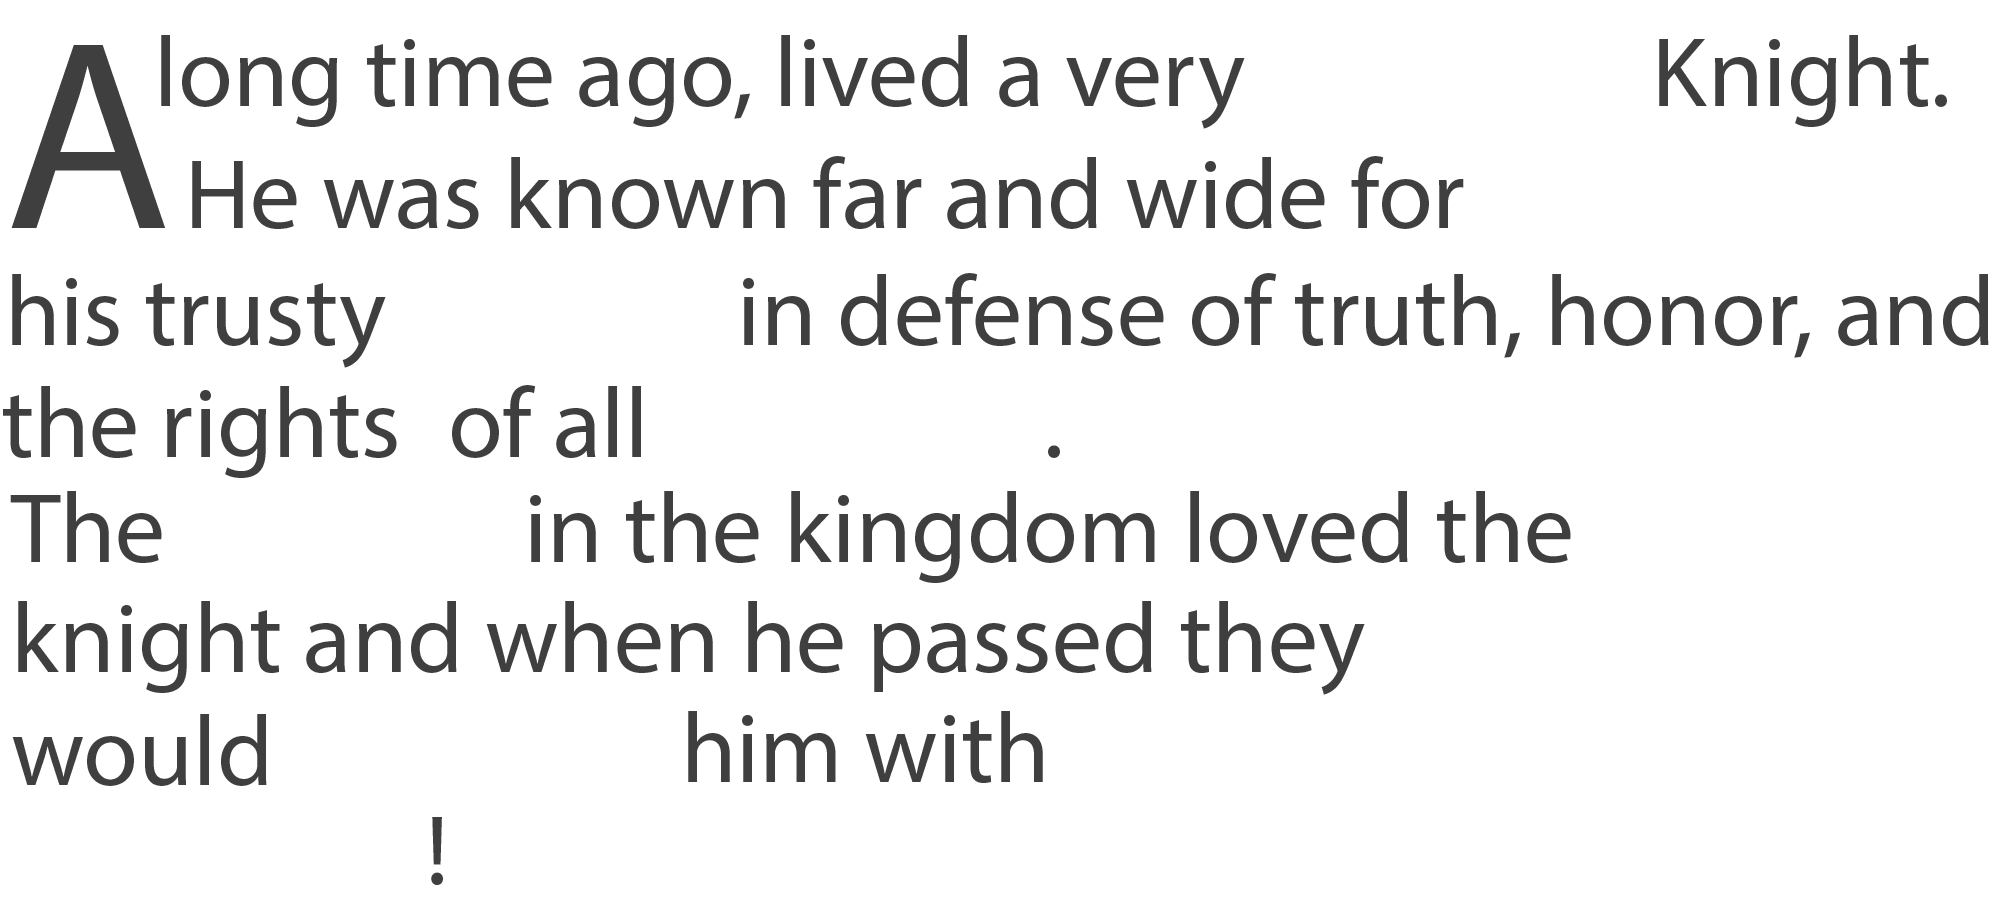 A long time ago, lived a very Knight.
He was known far and wide for
his trusty in defense of truth, honor, and
the rights of all .
The in the kingdom loved the
knight and when he passed they
would him with
!